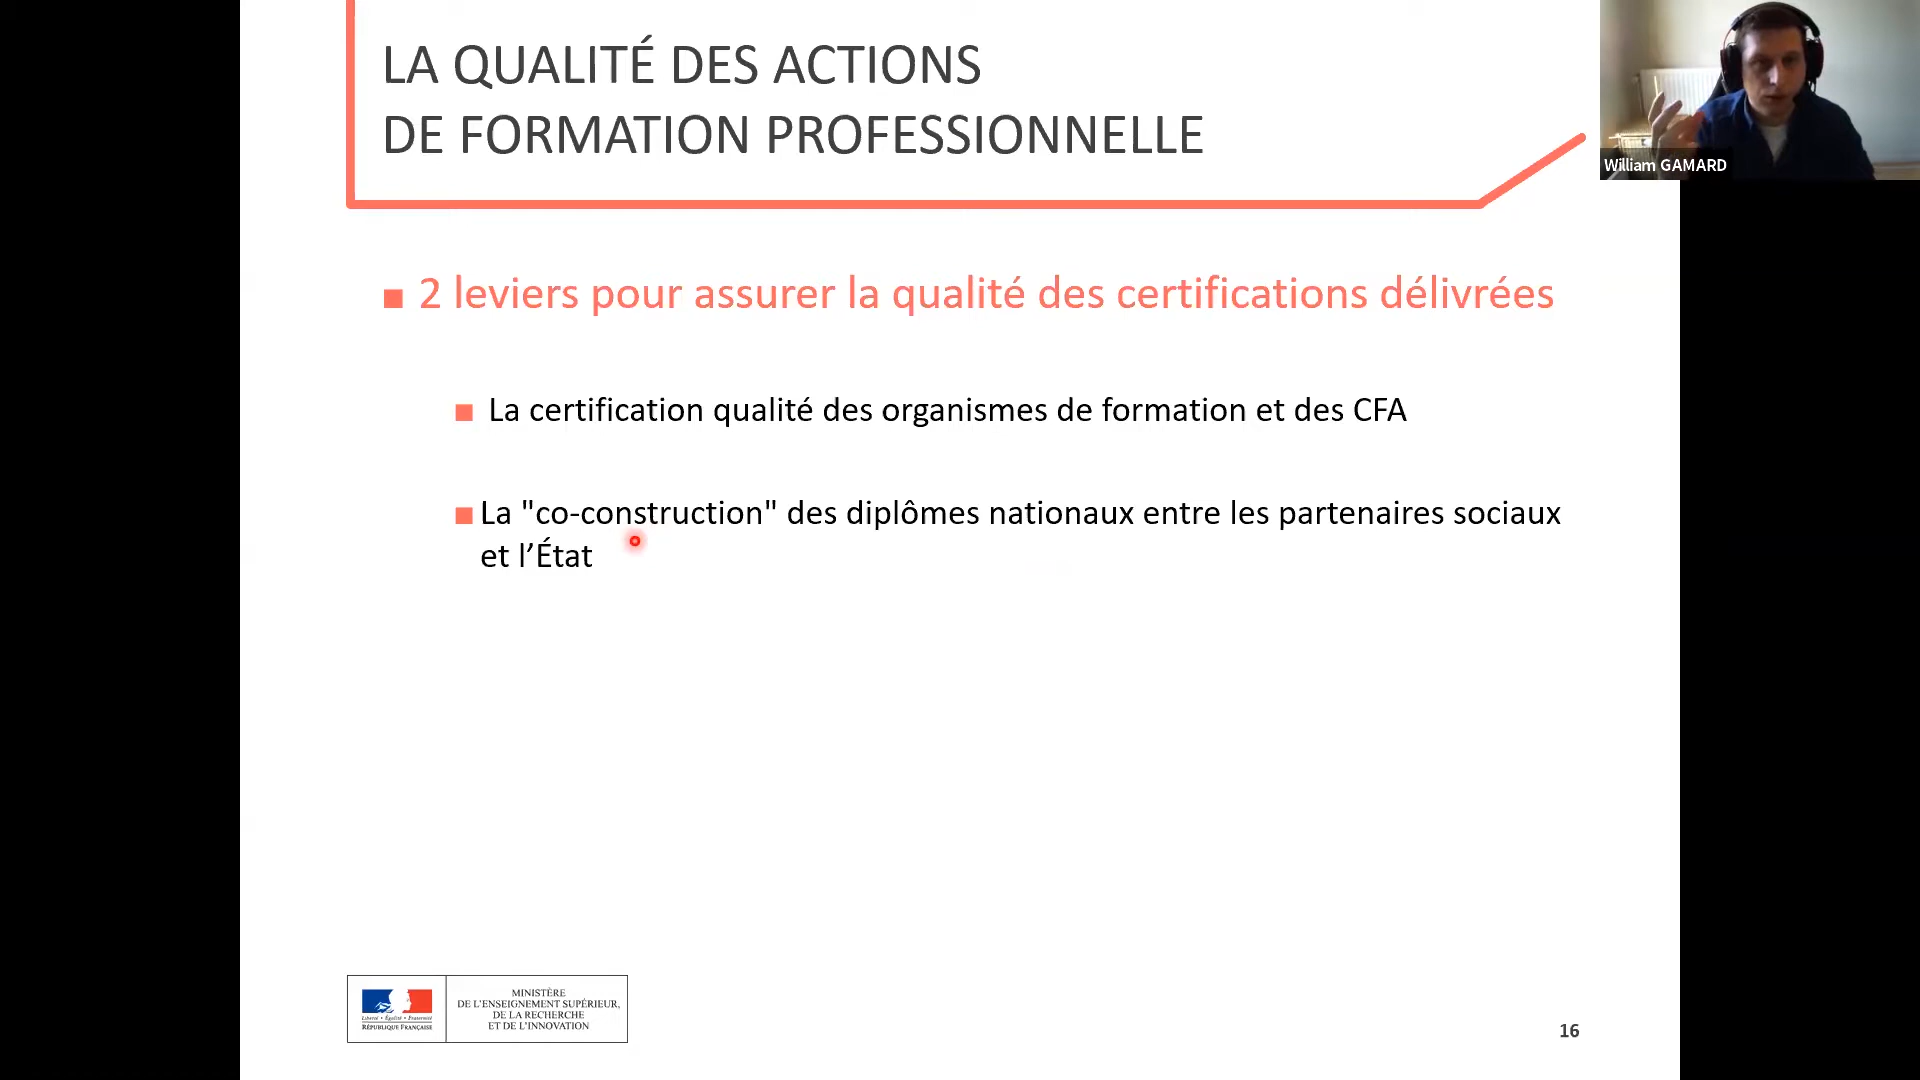 LA QUALITÉ DES ACTIONS
DE FORMATION PROFESSIONNELLE
William GAMARD
2 leviers pour assurer la qualité des certifications délivrées
La certification qualité des organismes de formation et des CFA
La "co-construction" des diplômes nationaux entre les partenaires sociaux
et l’État
Liberté • Égalité • Fraternité
RÉPUBLIQUE FRANÇAISE
MINISTÈRE
DE L'ENSEIGNEMENT SUPÉRIEUR,
DE LA RECHERCHE
ET DE L'INNOVATION
16